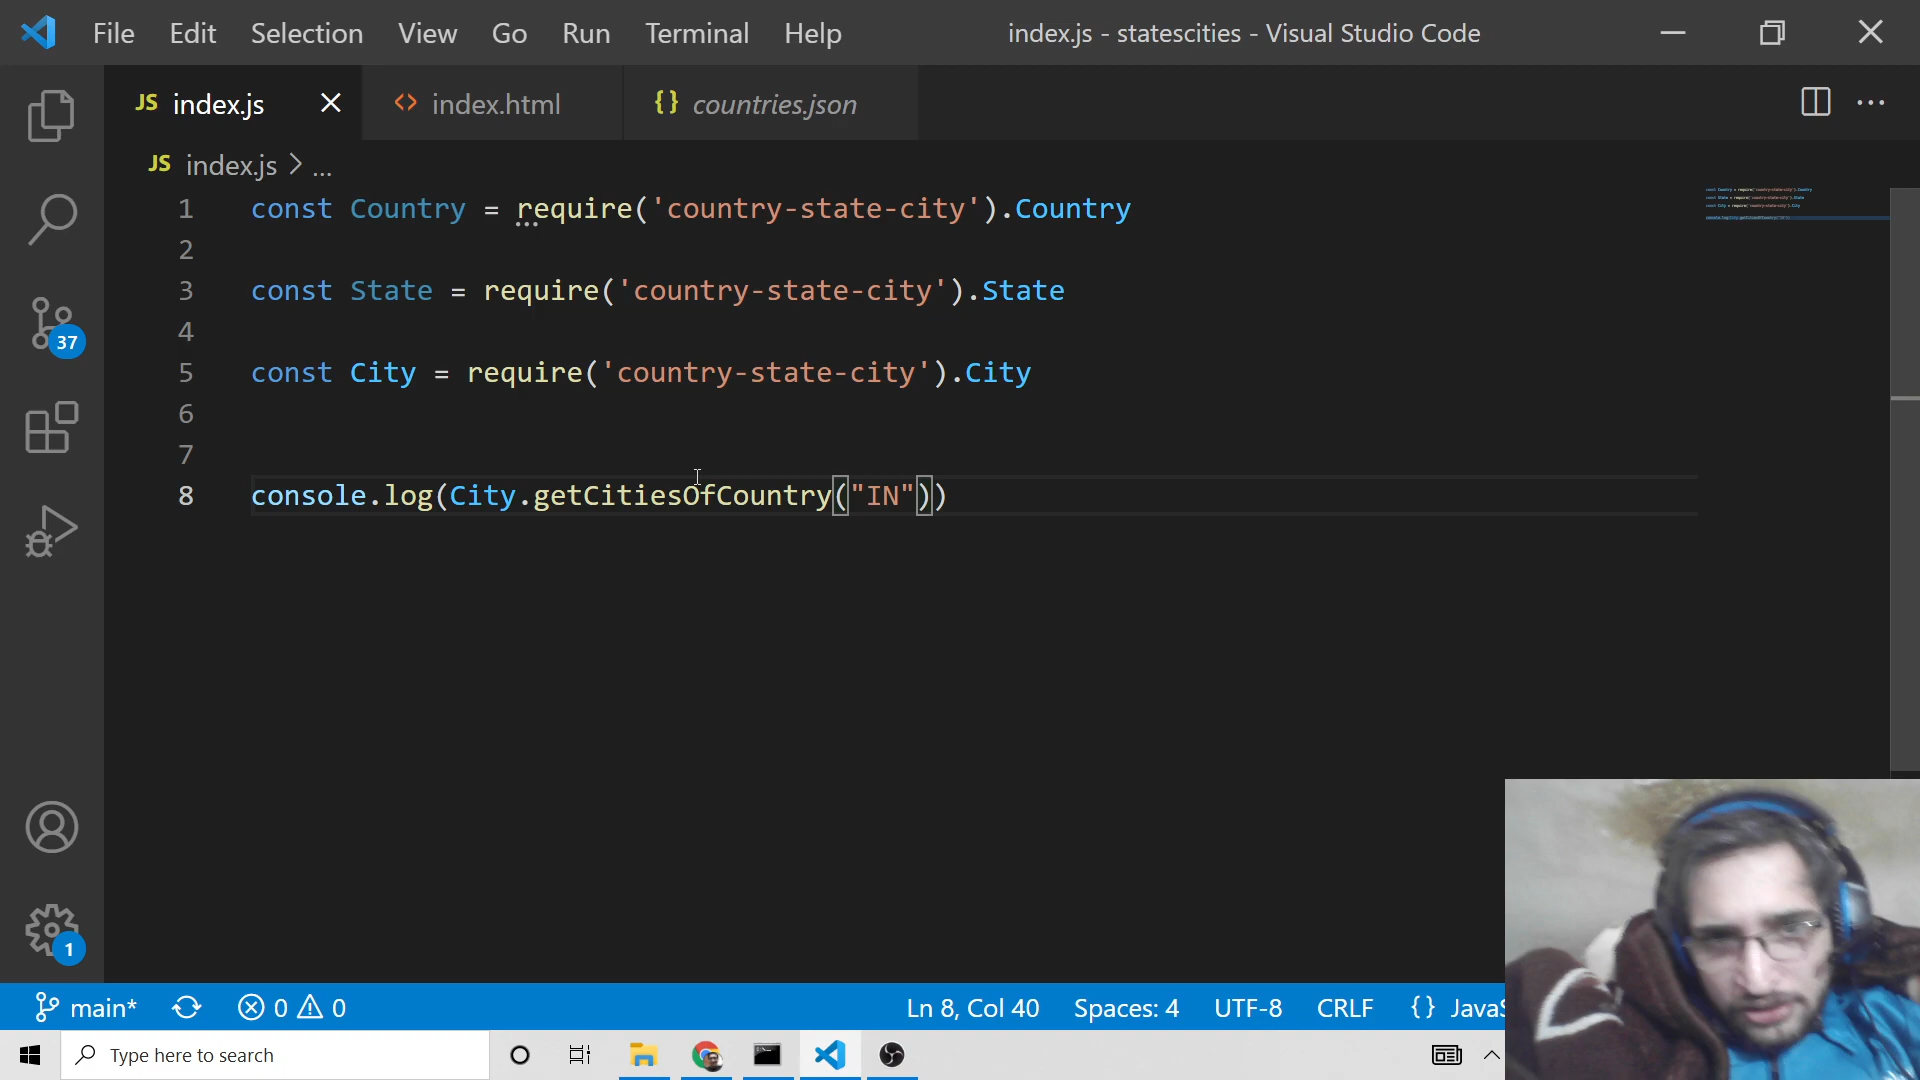 File Edit Selection View Go Run Terminal Help index.js - statescities - Visual Studio Code
JS index.js index.html {} countries.json
JS index.js > ...
1 const Country = require('country-state-city').Country
2
3 const State = require('country-state-city').State
4
5 const City = require('country-state-city').City
6
7
8 console.log(City.getCitiesOfCountry("IN"))
37
1
main* 0 0 Ln 8, Col 40 Spaces: 4 UTF-8 CRLF {} JavaS
Type here to search